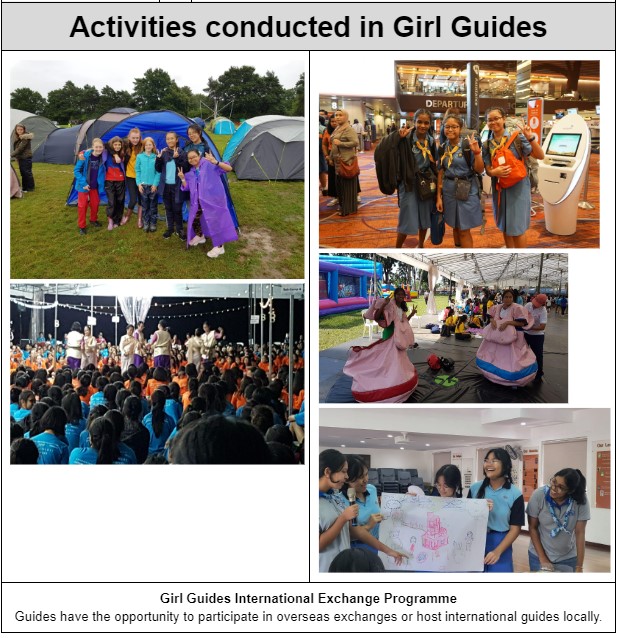 Activities conducted in Girl Guides
DEPARTUR
Girl Guides International Exchange Programme
Guides have the opportunity to participate in overseas exchanges or host international guides locally.